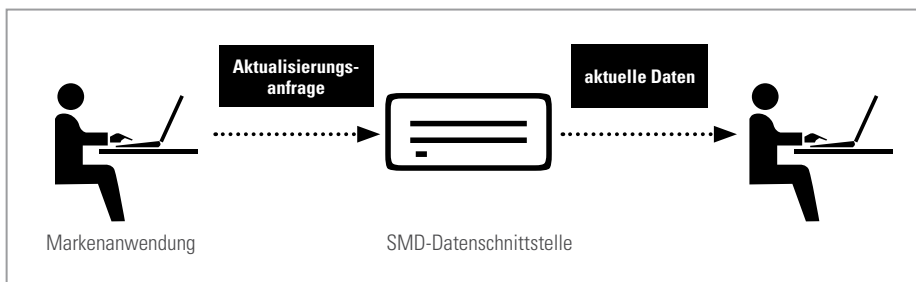 Aktualisierungs-
anfrage
aktuelle Daten
Markenanwendung
SMD-Datenschnittstelle